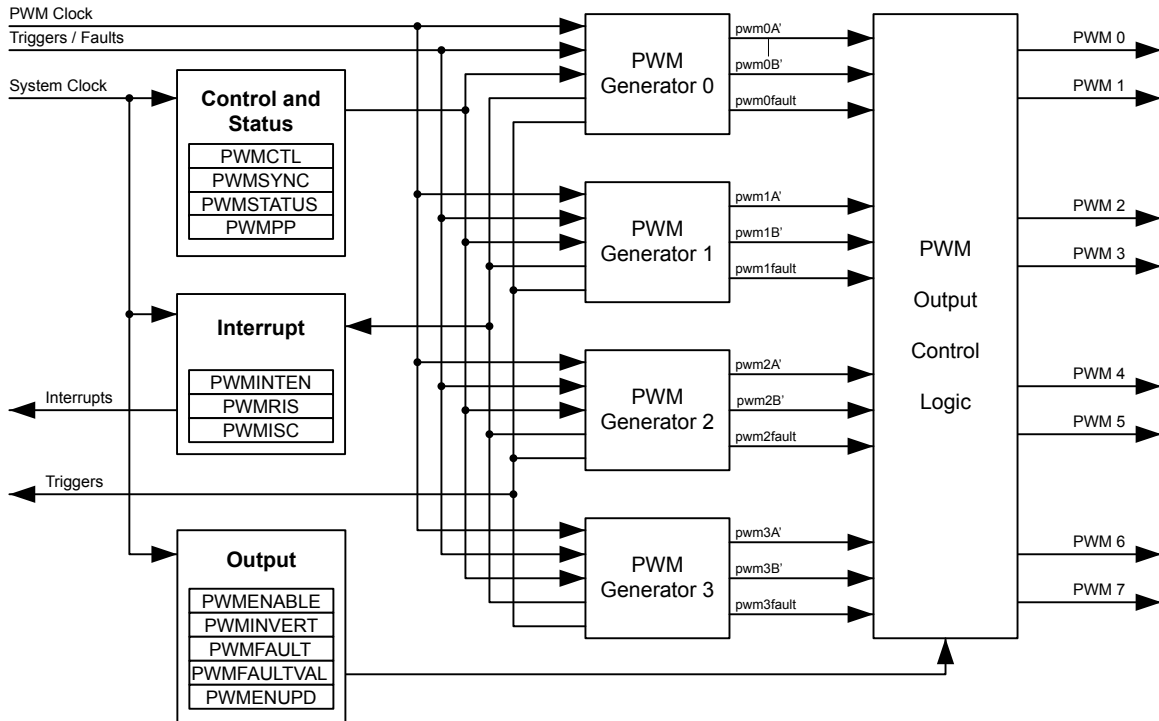 PWM Clock
Triggers / Faults
System Clock
Control and
Status
PWMCTL
PWMSYNC
PWMSTATUS
PWMPP
Interrupt
PWMINTEN
PWMRIS
PWMISC
Interrupts
Triggers
Output
PWMENABLE
PWMINVERT
PWMFAULT
PWMFAULTVAL
PWMENUPD
PWM
Generator 0
pwm0A'
pwm0B'
pwm0fault
PWM
Generator 1
pwm1A'
pwm1B'
pwm1fault
PWM
Generator 2
pwm2A'
pwm2B'
pwm2fault
PWM
Generator 3
pwm3A'
pwm3B'
pwm3fault
PWM
Output
Control
Logic
PWM 0
PWM 1
PWM 2
PWM 3
PWM 4
PWM 5
PWM 6
PWM 7